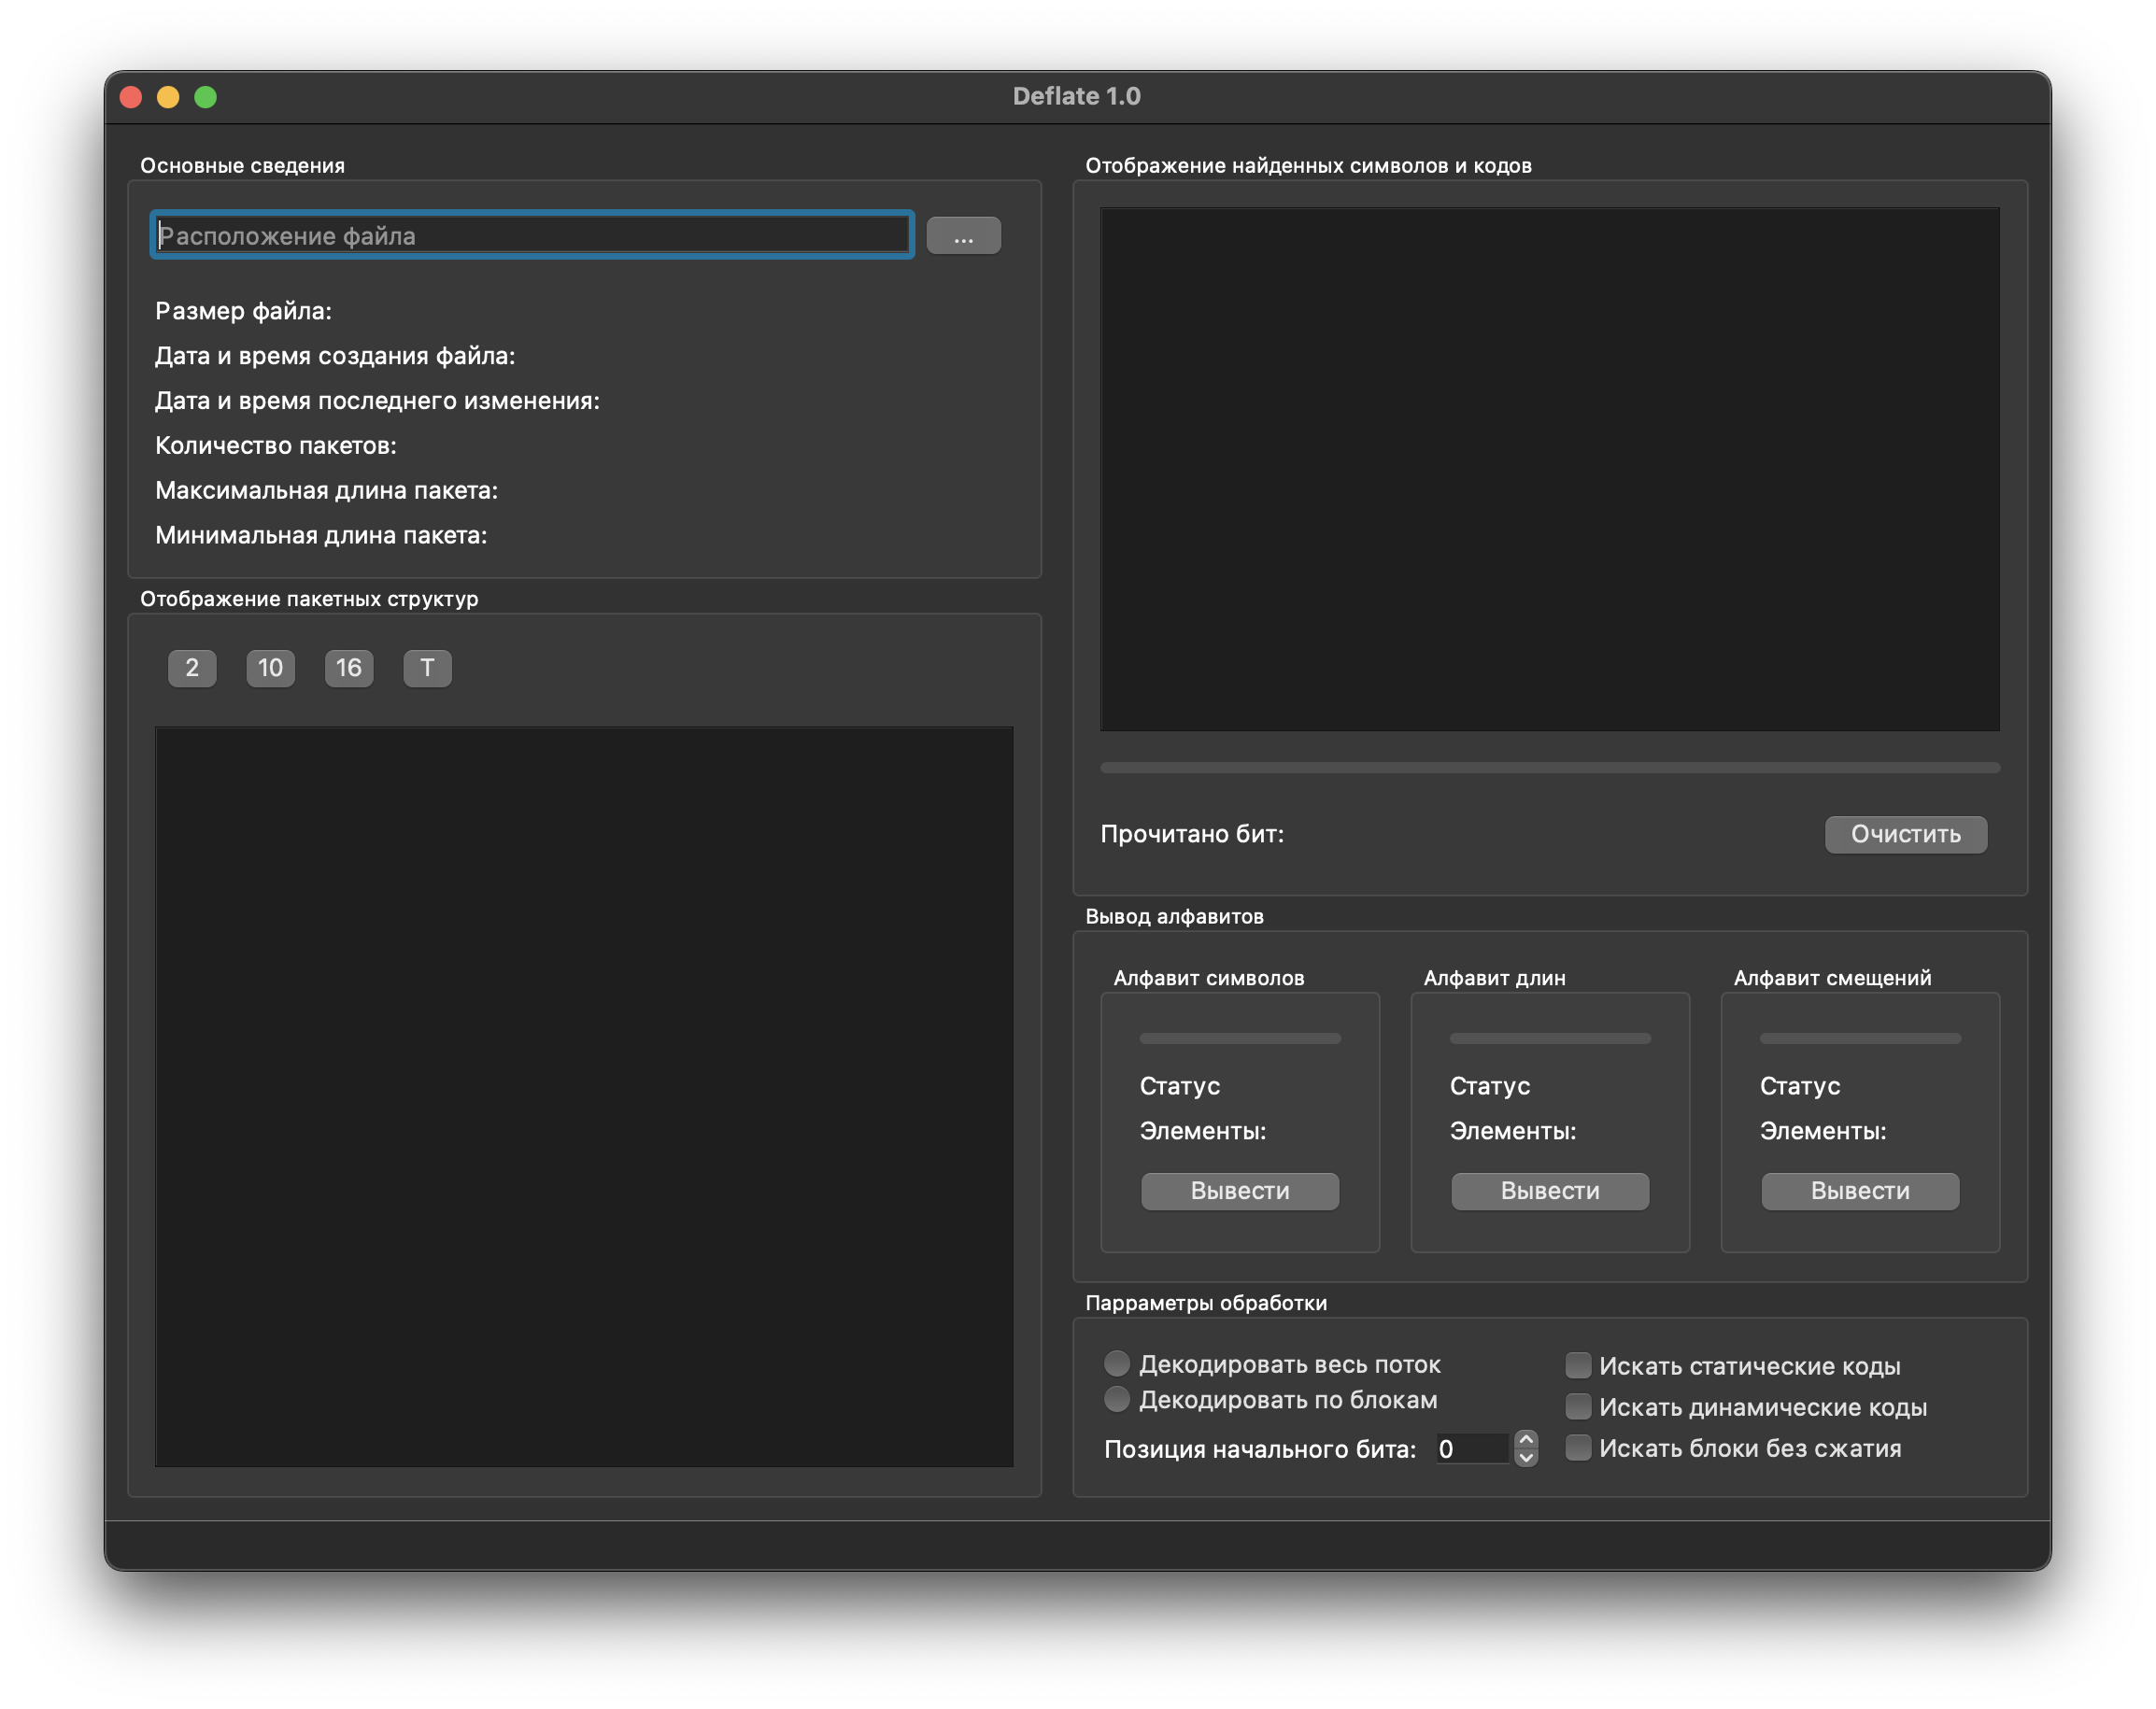 Deflate 1.0
Основные сведения
Расположение файла
...
Размер файла:
Дата и время создания файла:
Дата и время последнего изменения:
Количество пакетов:
Максимальная длина пакета:
Минимальная длина пакета:
Отображение пакетных структур
2 10 16 T
Отображение найденных символов и кодов
Прочитано бит:
Очистить
Вывод алфавитов
Алфавит символов
Статус
Элементы:
Вывести
Алфавит длин
Статус
Элементы:
Вывести
Алфавит смещений
Статус
Элементы:
Вывести
Парраметры обработки
Декодировать весь поток
Декодировать по блокам
Позиция начального бита: 0
Искать статические коды
Искать динамические коды
Искать блоки без сжатия